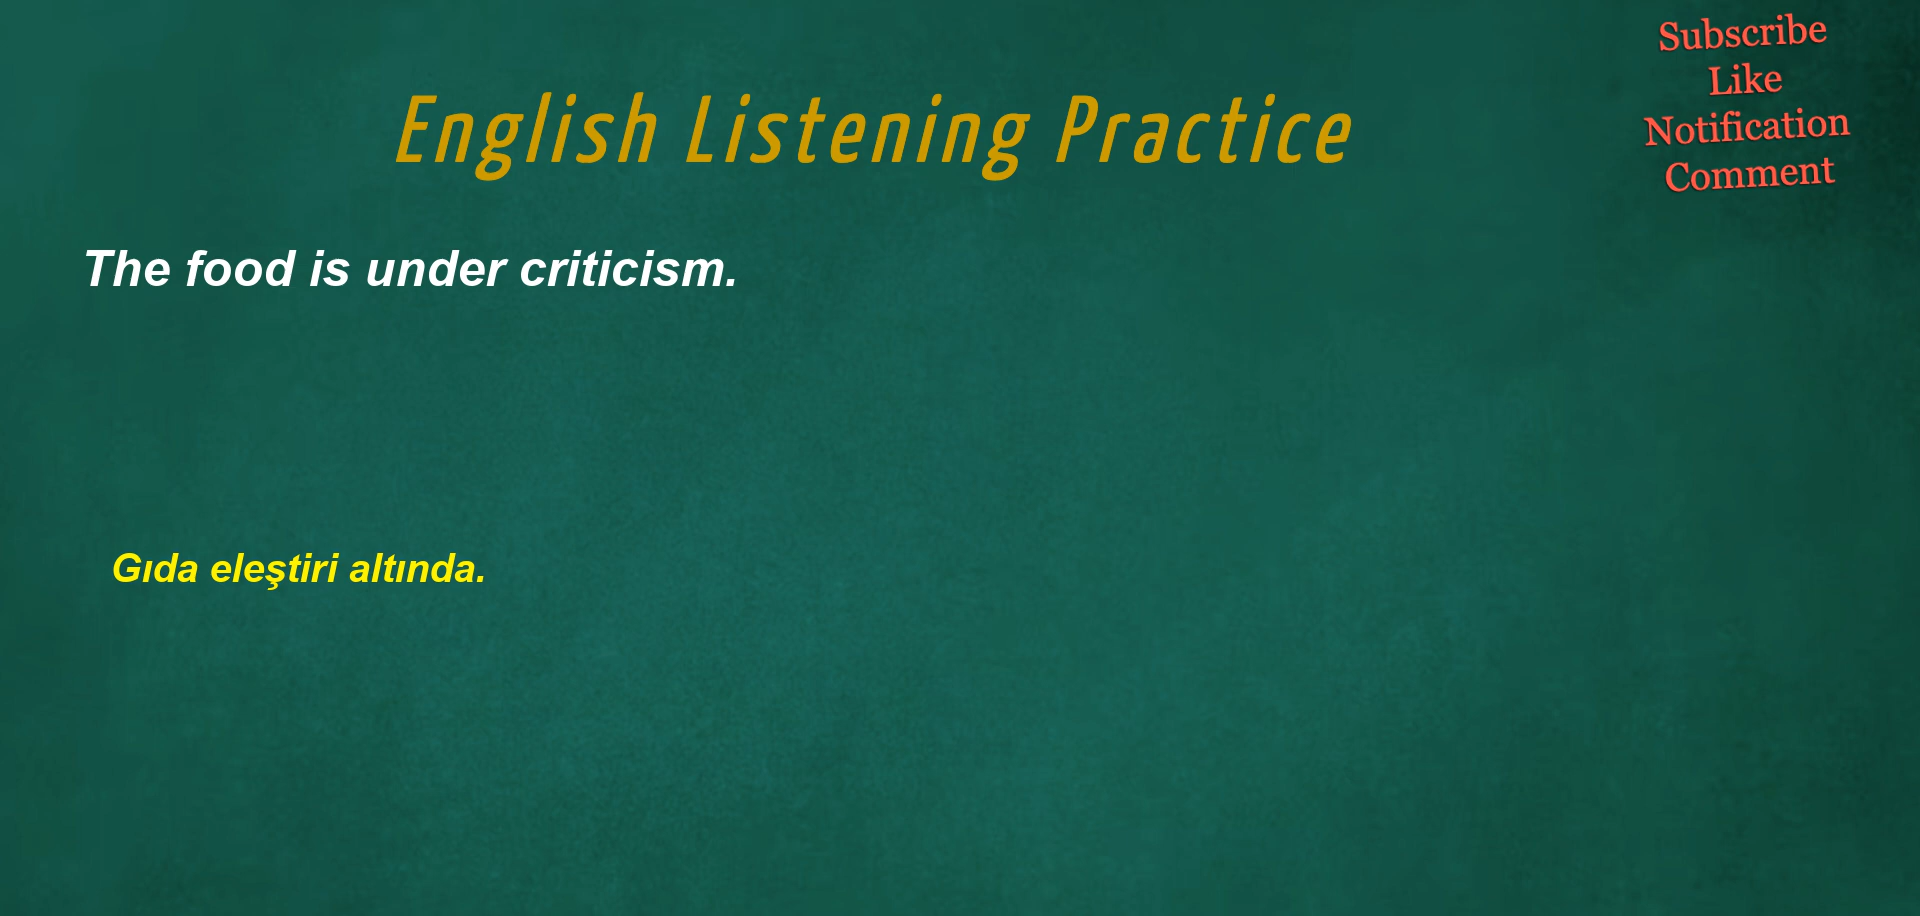 English Listening Practice
Subscribe
Like
Notification
Comment
The food is under criticism.
Gıda eleştiri altında.